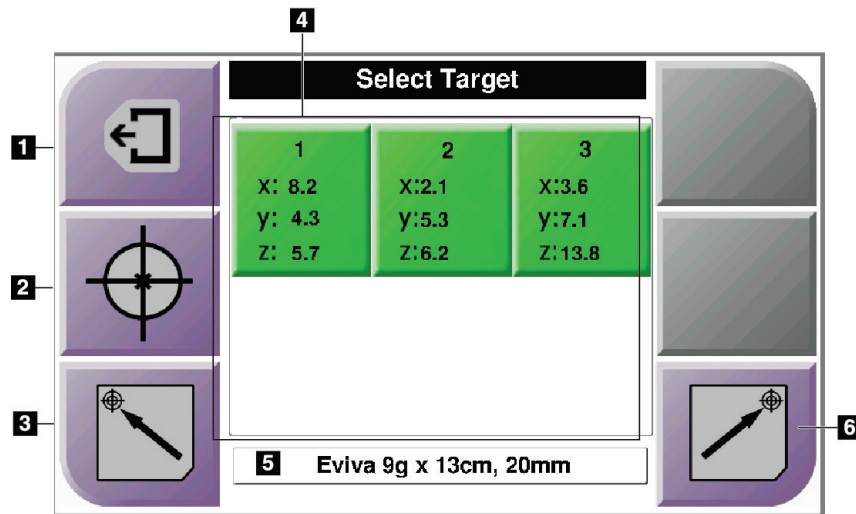 4
Select Target
1
1 2 3
x: 8.2 x:2.1 x:3.6
y: 4.3 y:5.3 y:7.1
z: 5.7 z:6.2 z:13.8
2
3
5 Eviva 9g x 13cm, 20mm
6